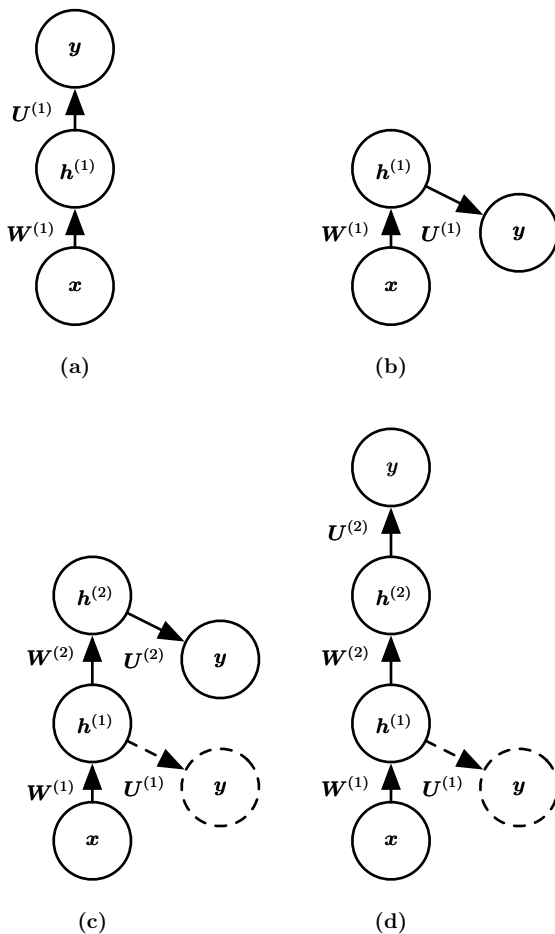 y
U^(1)
h^(1)
W^(1)
x
(a)
h^(1)
W^(1)
U^(1)
y
x
(b)
h^(2)
W^(2)
U^(2)
y
h^(1)
W^(1)
U^(1)
y
x
(c)
y
U^(2)
h^(2)
W^(2)
h^(1)
W^(1)
U^(1)
y
x
(d)